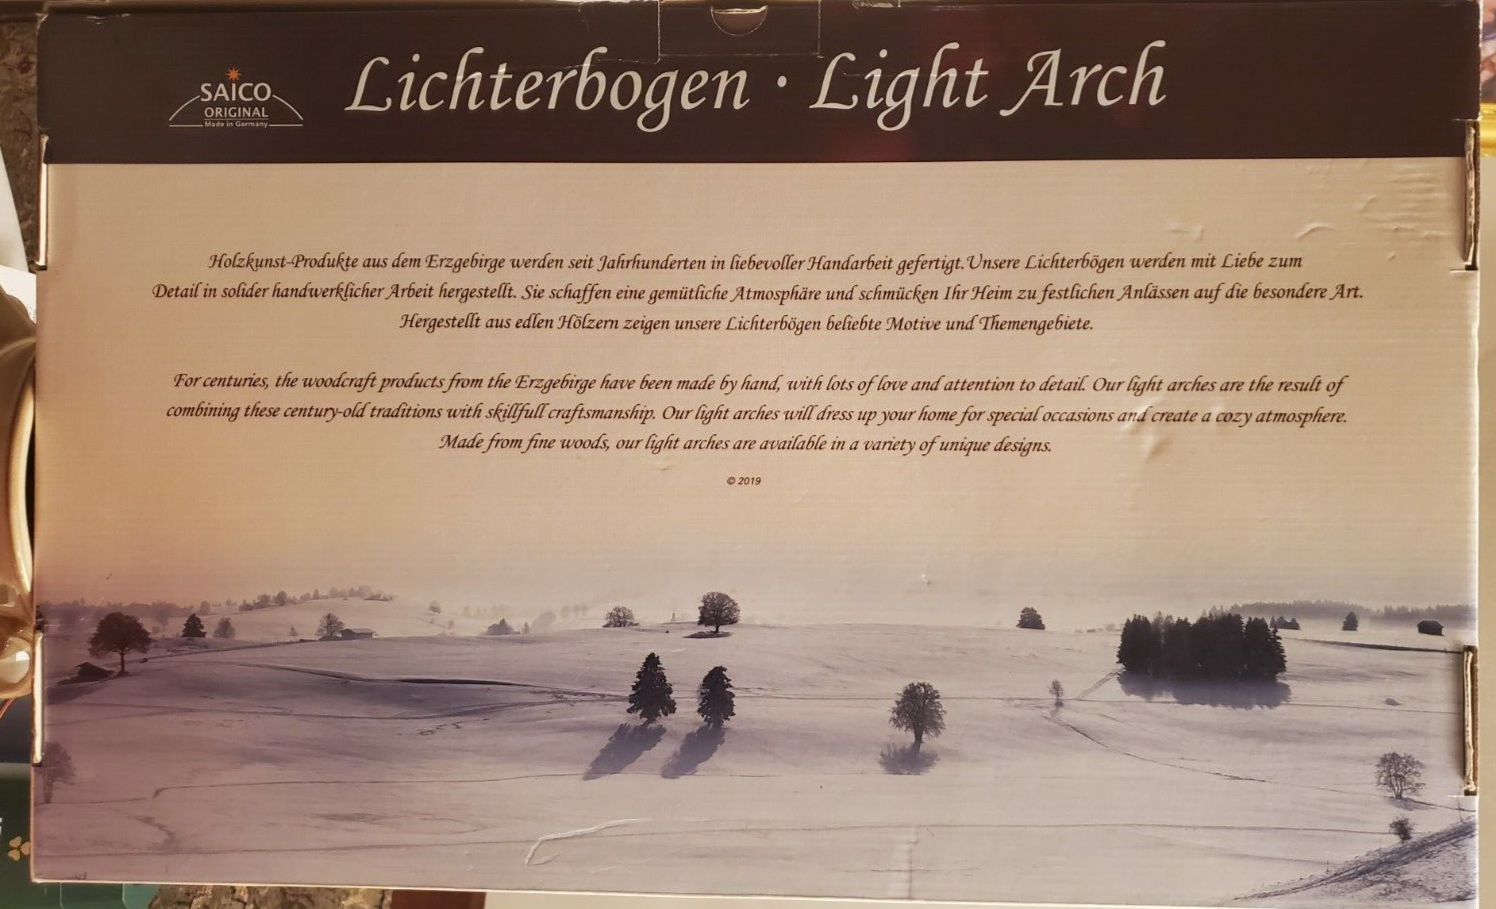 SAICO
ORIGINAL
Made in Germany
Lichterbogen · Light Arch
Holzkunst-Produkte aus dem Erzgebirge werden seit Jahrhunderten in liebevoller Handarbeit gefertigt. Unsere Lichterbögen werden mit Liebe zum
Detail in solider handwerklicher Arbeit hergestellt. Sie schaffen eine gemütliche Atmosphäre und schmücken Ihr Heim zu festlichen Anlässen auf die besondere Art.
Hergestellt aus edlen Hölzern zeigen unsere Lichterbögen beliebte Motive und Themengebiete.
For centuries, the woodcraft products from the Erzgebirge have been made by hand, with lots of love and attention to detail. Our light arches are the result of
combining these century-old traditions with skillfull craftsmanship. Our light arches will dress up your home for special occasions and create a cozy atmosphere.
Made from fine woods, our light arches are available in a variety of unique designs.
© 2019